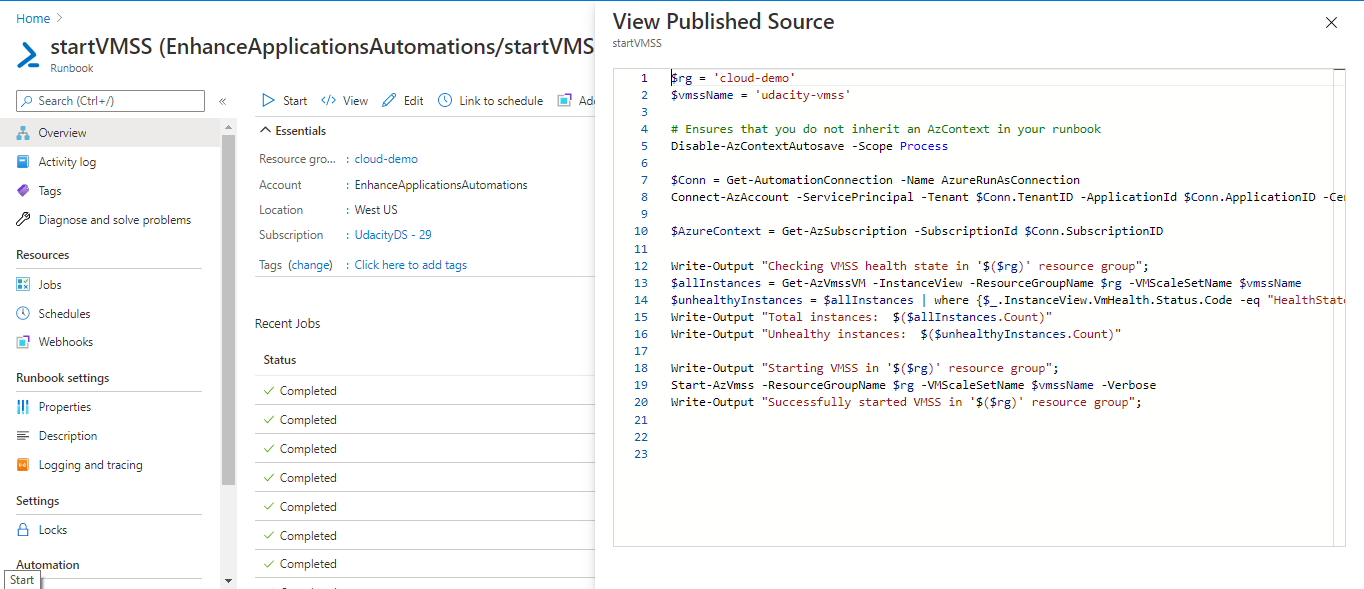 Home
startVMSS (EnhanceApplicationsAutomations/startVMS
Runbook
Search (Ctrl+/)
«
Overview
Activity log
Tags
Diagnose and solve problems
Resources
Jobs
Schedules
Webhooks
Runbook settings
Properties
Description
Logging and tracing
Settings
Locks
Automation
Start
Start
View
Edit
Link to schedule
Add
Essentials
Resource gro... : cloud-demo
Account : EnhanceApplicationsAutomations
Location : West US
Subscription : UdacityDS - 29
Tags (change) : Click here to add tags
Recent Jobs
Status
Completed
Completed
Completed
Completed
Completed
Completed
Completed
View Published Source
startVMSS
1 $rg = 'cloud-demo'
2 $vmssName = 'udacity-vmss'
3
4 # Ensures that you do not inherit an AzContext in your runbook
5 Disable-AzContextAutosave -Scope Process
6
7 $Conn = Get-AutomationConnection -Name AzureRunAsConnection
8 Connect-AzAccount -ServicePrincipal -Tenant $Conn.TenantID -ApplicationId $Conn.ApplicationID -Cer
9
10 $AzureContext = Get-AzSubscription -SubscriptionId $Conn.SubscriptionID
11
12 Write-Output "Checking VMSS health state in '$($rg)' resource group";
13 $allInstances = Get-AzVmssVM -InstanceView -ResourceGroupName $rg -VMScaleSetName $vmssName
14 $unhealthyInstances = $allInstances | where {$_.InstanceView.VmHealth.Status.Code -eq "HealthState
15 Write-Output "Total instances:  $($allInstances.Count)"
16 Write-Output "Unhealthy instances:  $($unhealthyInstances.Count)"
17
18 Write-Output "Starting VMSS in '$($rg)' resource group";
19 Start-AzVmss -ResourceGroupName $rg -VMScaleSetName $vmssName -Verbose
20 Write-Output "Successfully started VMSS in '$($rg)' resource group";
21
22
23